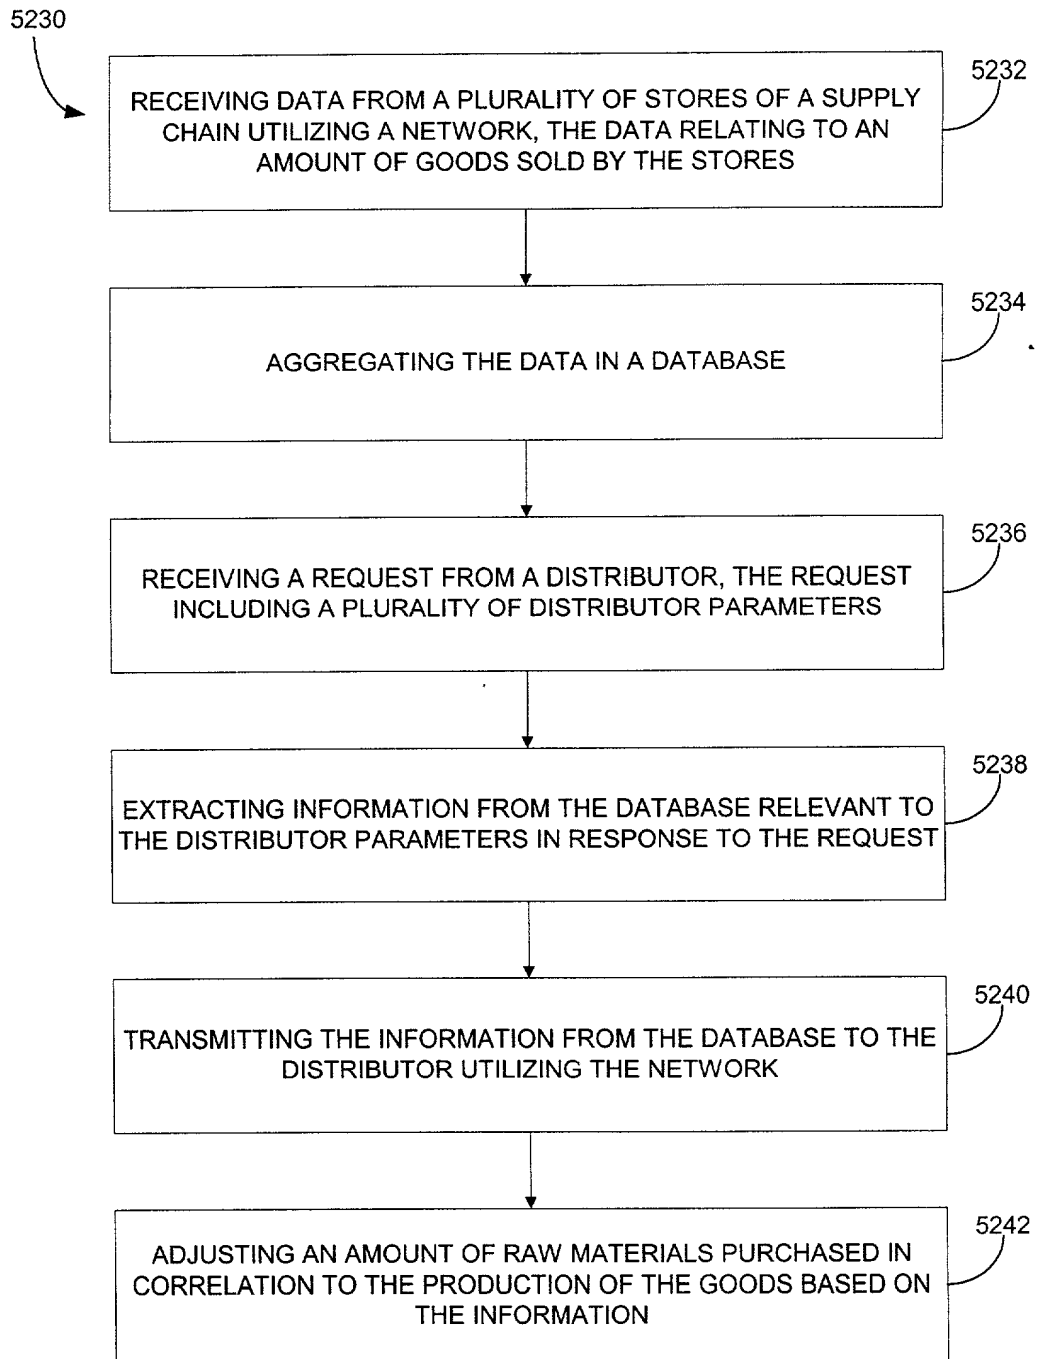 5230
5232
RECEIVING DATA FROM A PLURALITY OF STORES OF A SUPPLY
CHAIN UTILIZING A NETWORK, THE DATA RELATING TO AN
AMOUNT OF GOODS SOLD BY THE STORES
5234
AGGREGATING THE DATA IN A DATABASE
5236
RECEIVING A REQUEST FROM A DISTRIBUTOR, THE REQUEST
INCLUDING A PLURALITY OF DISTRIBUTOR PARAMETERS
5238
EXTRACTING INFORMATION FROM THE DATABASE RELEVANT TO
THE DISTRIBUTOR PARAMETERS IN RESPONSE TO THE REQUEST
5240
TRANSMITTING THE INFORMATION FROM THE DATABASE TO THE
DISTRIBUTOR UTILIZING THE NETWORK
5242
ADJUSTING AN AMOUNT OF RAW MATERIALS PURCHASED IN
CORRELATION TO THE PRODUCTION OF THE GOODS BASED ON
THE INFORMATION